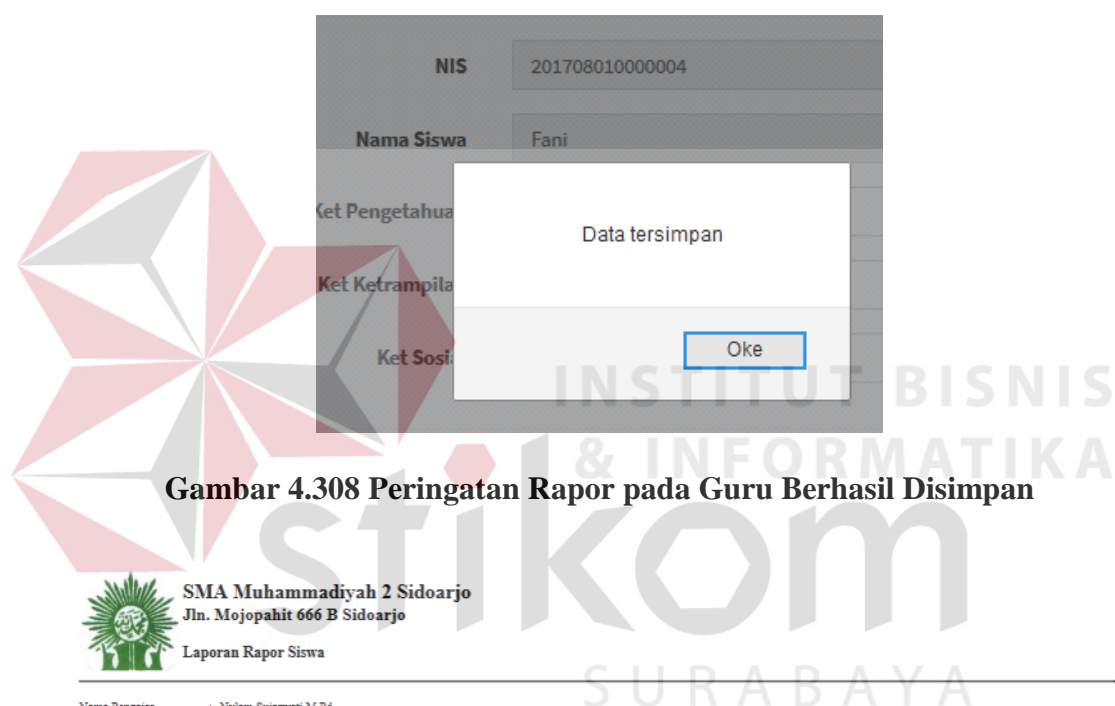 NIS 201708010000004
Nama Siswa Fani
Ket Pengetahua
Data tersimpan
Ket Ketrampila
Oke
Ket Sosi
INSTITUT BISNIS
& INFORMATIKA
Gambar 4.308 Peringatan Rapor pada Guru Berhasil Disimpan
stikom
SMA Muhammadiyah 2 Sidoarjo
Jln. Mojopahit 666 B Sidoarjo
Laporan Rapor Siswa
SURABAYA